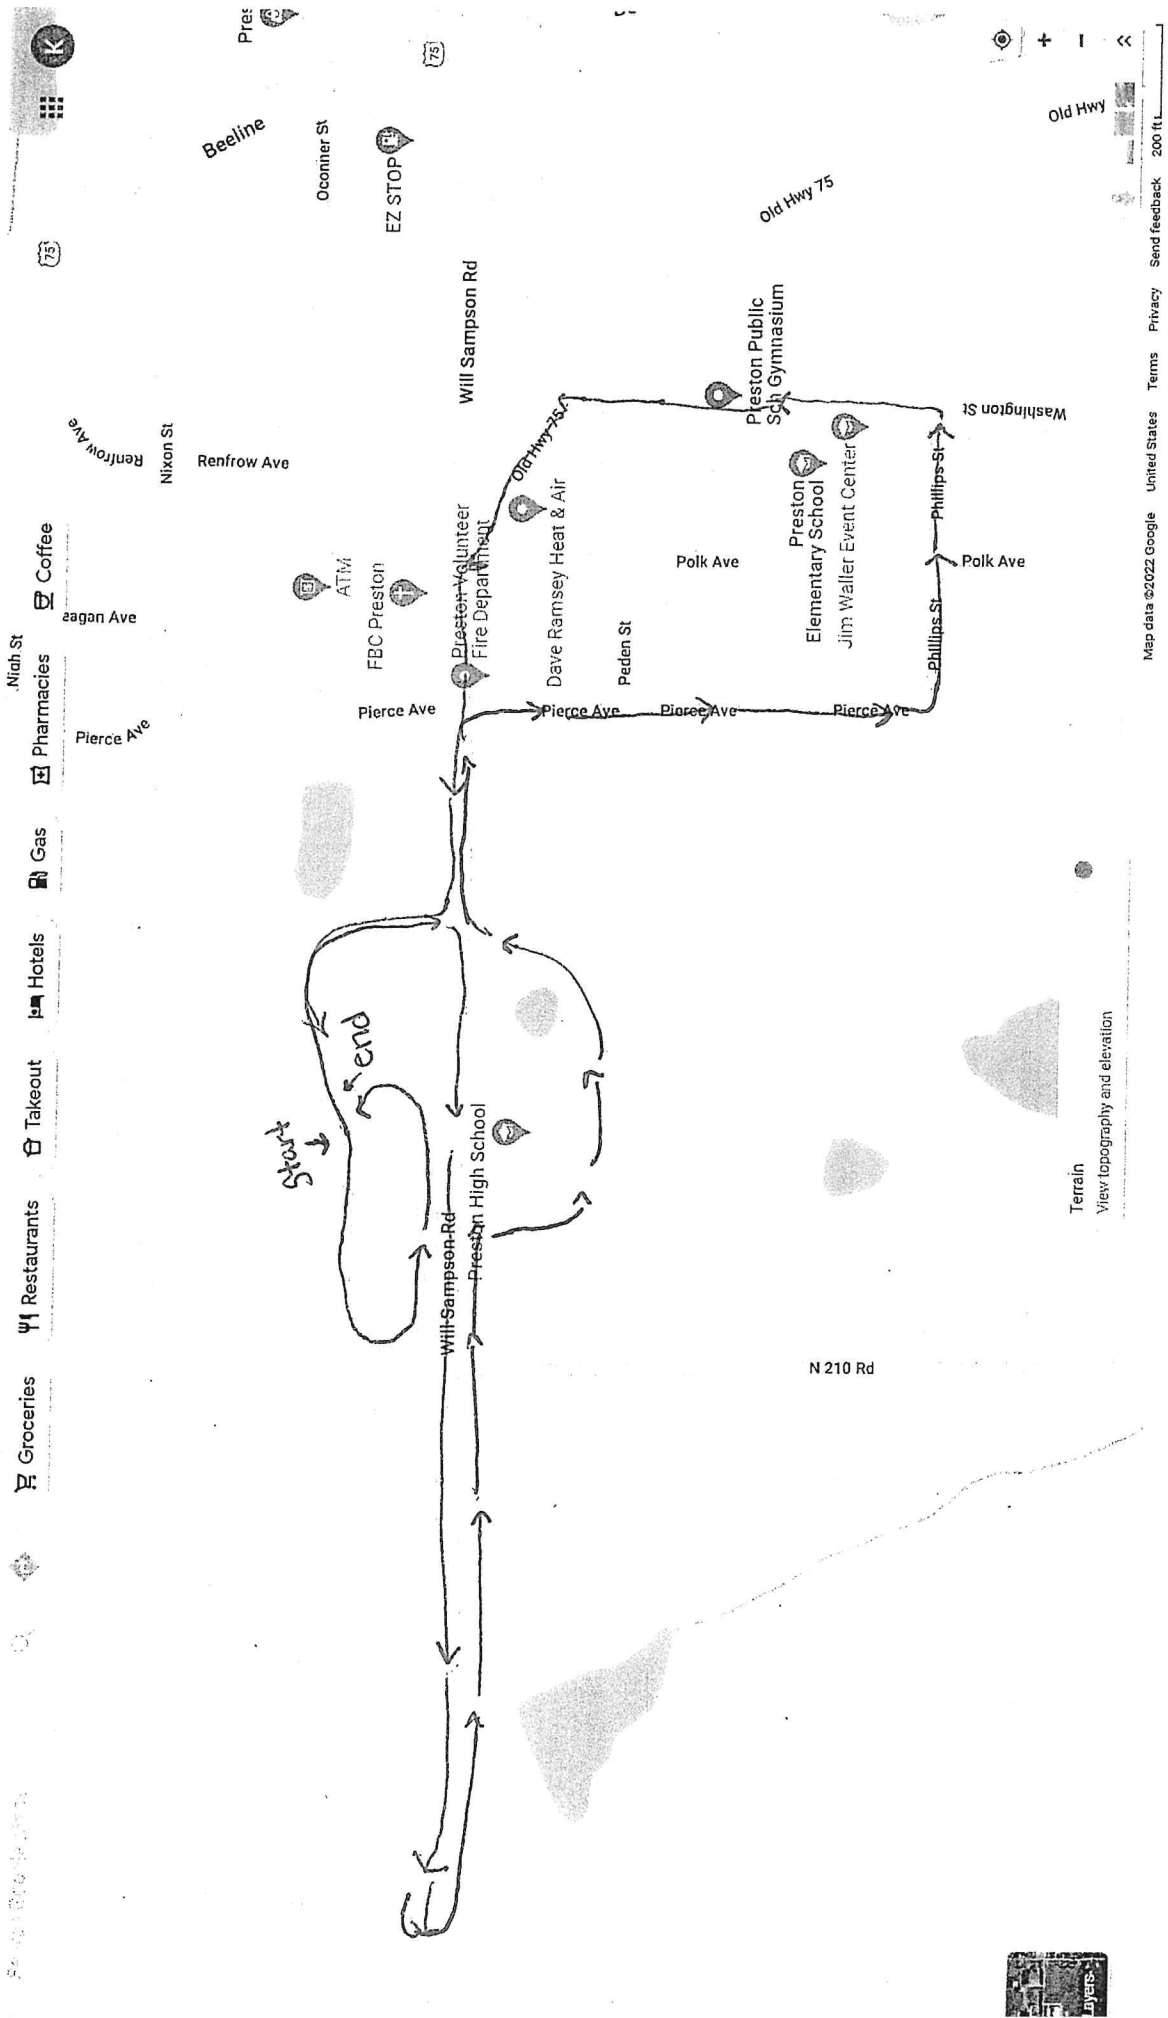 Groceries
Restaurants
Takeout
Hotels
Gas
Pharmacies
Coffee
K
Nigh St
eagan Ave
Pierce Ave
Renfrow Ave
Nixon St
Renfrow Ave
75
Beeline
Pres
Oconner St
EZ STOP
75
ATM
FBC Preston
Pierce Ave
Start
end
Will Sampson Rd
Preston Volunteer
Fire Department
Will Sampson Rd
Preston High School
Old Hwy 75
Dave Ramsey Heat & Air
Peden St
Pierce Ave
Pierce Ave
Pierce Ave
Polk Ave
Preston Public
Sch Gymnasium
Old Hwy 75
Preston
Elementary School
Jim Waller Event Center
N 210 Rd
Phillips St
Phillips St
Polk Ave
Washington St
Old Hwy
Terrain
View topography and elevation
Layers
Map data ©2022 Google
United States
Terms
Privacy
Send feedback
200 ft